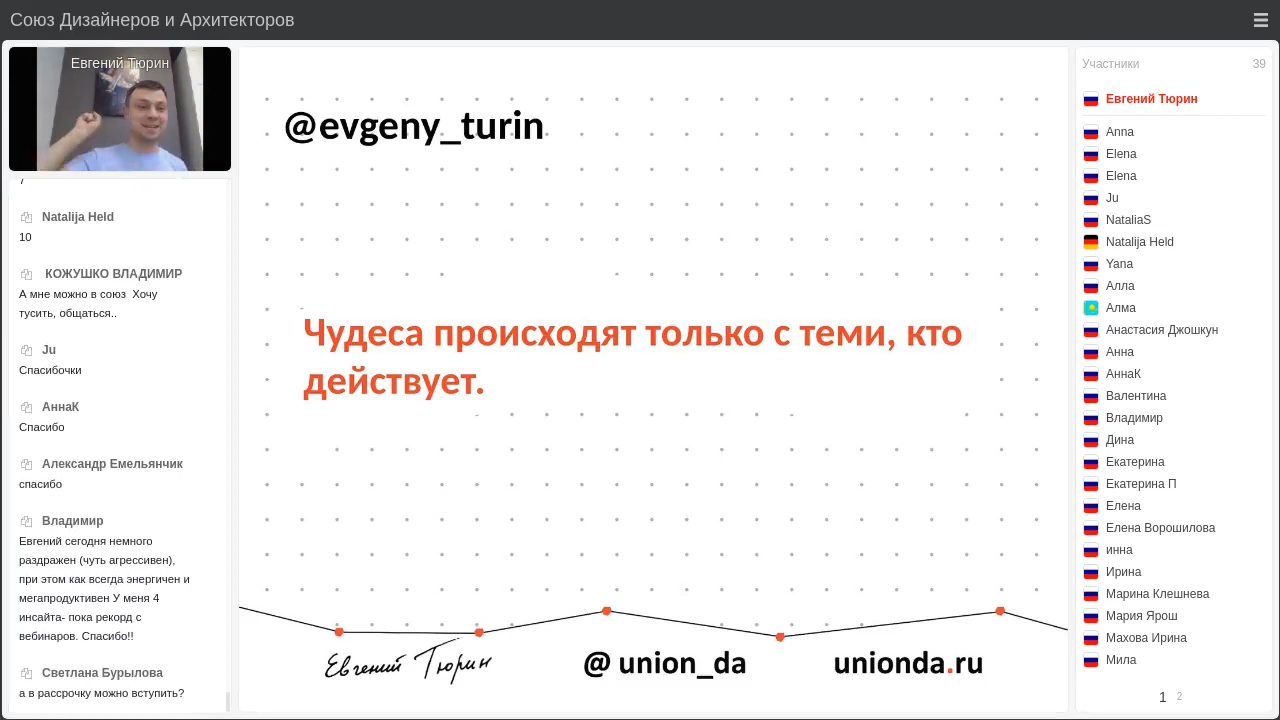 Союз Дизайнеров и Архитекторов
Евгений Тюрин
7
Natalija Held
10
КОЖУШКО ВЛАДИМИР
А мне можно в союз  Хочу
тусить, общаться..
Ju
Спасибочки
АннаК
Спасибо
Александр Емельянчик
спасибо
Владимир
Евгений сегодня немного
раздражен (чуть агрессивен),
при этом как всегда энергичен и
мегапродуктивен У меня 4
инсайта- пока рекорд с
вебинаров. Спасибо!!
Светлана Бурылова
а в рассрочку можно вступить?
@evgeny_turin
Чудеса происходят только с теми, кто
действует.
Евгений Тюрин
@ union_da
unionda.ru
Участники 39
Евгений Тюрин
Anna
Elena
Elena
Ju
NataliaS
Natalija Held
Yana
Алла
Алма
Анастасия Джошкун
Анна
АннаК
Валентина
Владимир
Дина
Екатерина
Екатерина П
Елена
Елена Ворошилова
инна
Ирина
Марина Клешнева
Мария Ярош
Махова Ирина
Мила
1 2